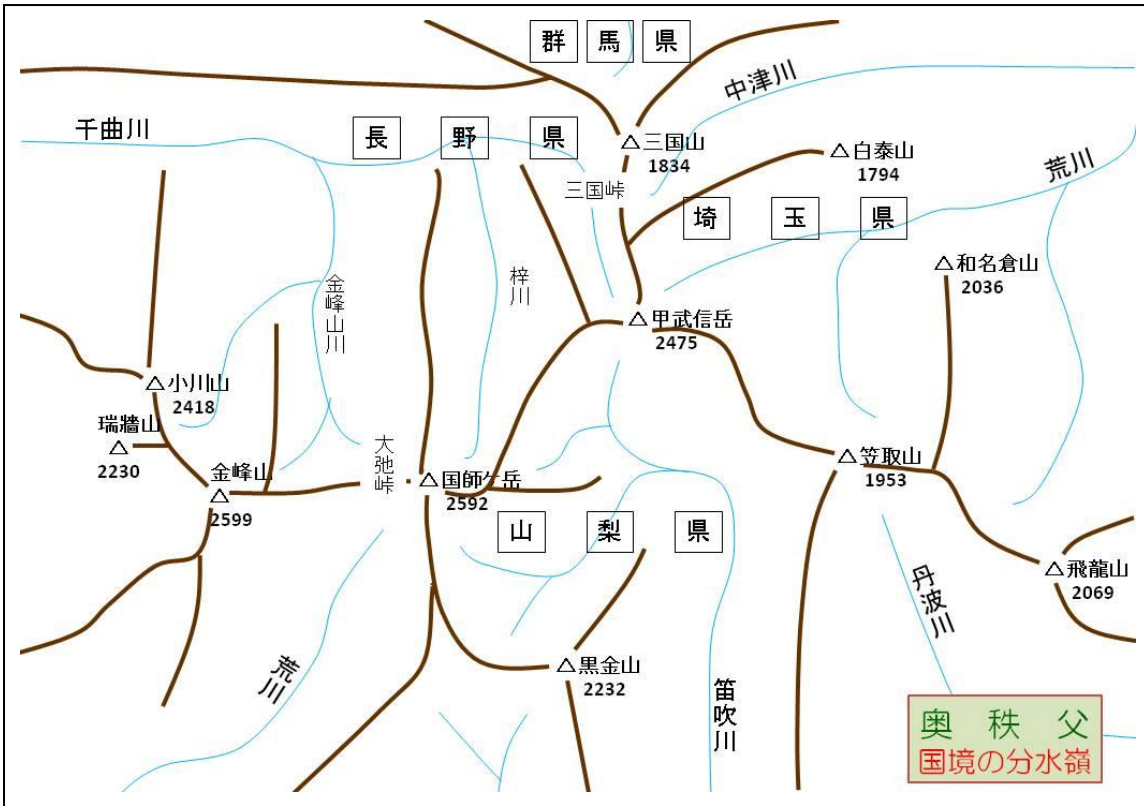 群馬県
中津川
千曲川
長野県
三国山
1834
白泰山
1794
荒川
三国峠
埼玉県
和名倉山
2036
金峰山川
梓川
甲武信岳
2475
小川山
2418
瑞牆山
2230
金峰山
2599
大弛峠
国師ケ岳
2592
笠取山
1953
山梨県
飛龍山
2069
丹波川
荒川
黒金山
2232
笛吹川
奥秩父
国境の分水嶺